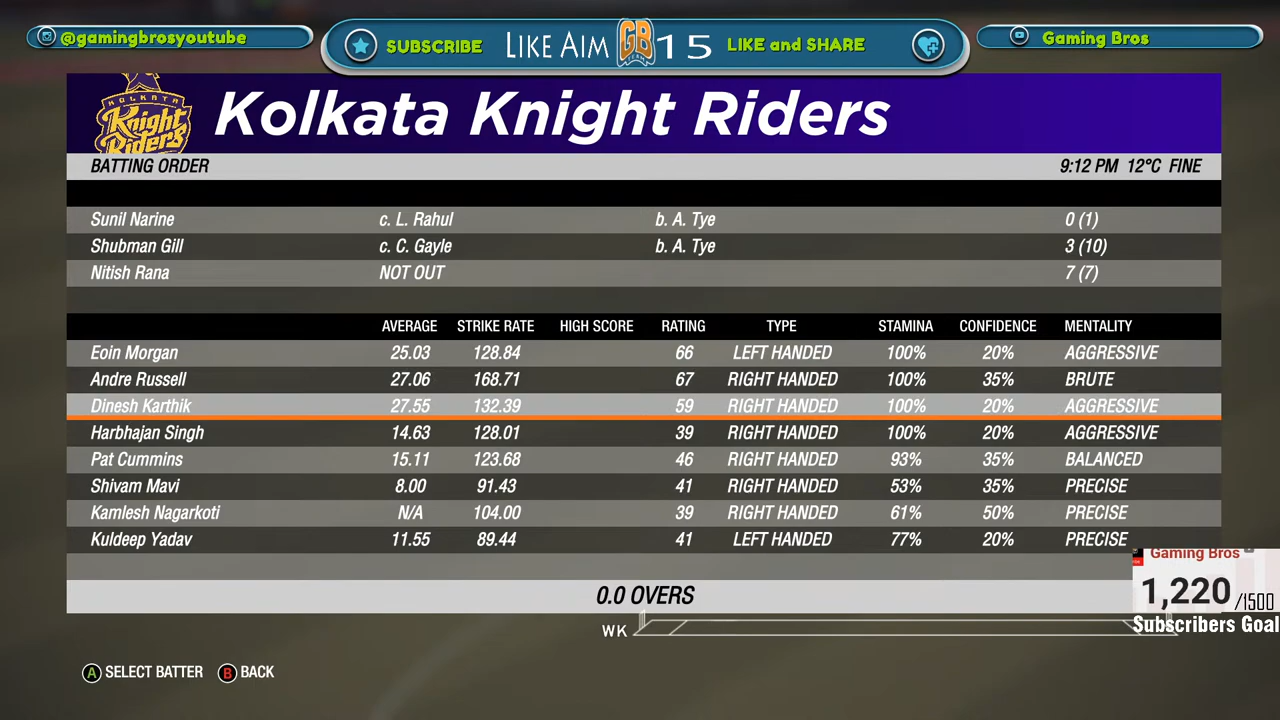 @gamingbrosyoutube
SUBSCRIBE LIKE AIM GB TEAM 15 LIKE and SHARE
Gaming Bros
KOLKATA Knight Riders
Kolkata Knight Riders
BATTING ORDER 9:12 PM 12°C FINE
Sunil Narine c. L. Rahul b. A. Tye 0 (1)
Shubman Gill c. C. Gayle b. A. Tye 3 (10)
Nitish Rana NOT OUT 7 (7)
AVERAGE STRIKE RATE HIGH SCORE RATING TYPE STAMINA CONFIDENCE MENTALITY
Eoin Morgan 25.03 128.84 66 LEFT HANDED 100% 20% AGGRESSIVE
Andre Russell 27.06 168.71 67 RIGHT HANDED 100% 35% BRUTE
Dinesh Karthik 27.55 132.39 59 RIGHT HANDED 100% 20% AGGRESSIVE
Harbhajan Singh 14.63 128.01 39 RIGHT HANDED 100% 20% AGGRESSIVE
Pat Cummins 15.11 123.68 46 RIGHT HANDED 93% 35% BALANCED
Shivam Mavi 8.00 91.43 41 RIGHT HANDED 53% 35% PRECISE
Kamlesh Nagarkoti N/A 104.00 39 RIGHT HANDED 61% 50% PRECISE
Kuldeep Yadav 11.55 89.44 41 LEFT HANDED 77% 20% PRECISE
Gaming Bros
1,220 /1500
Subscribers Goal
0.0 OVERS
WK
A SELECT BATTER B BACK